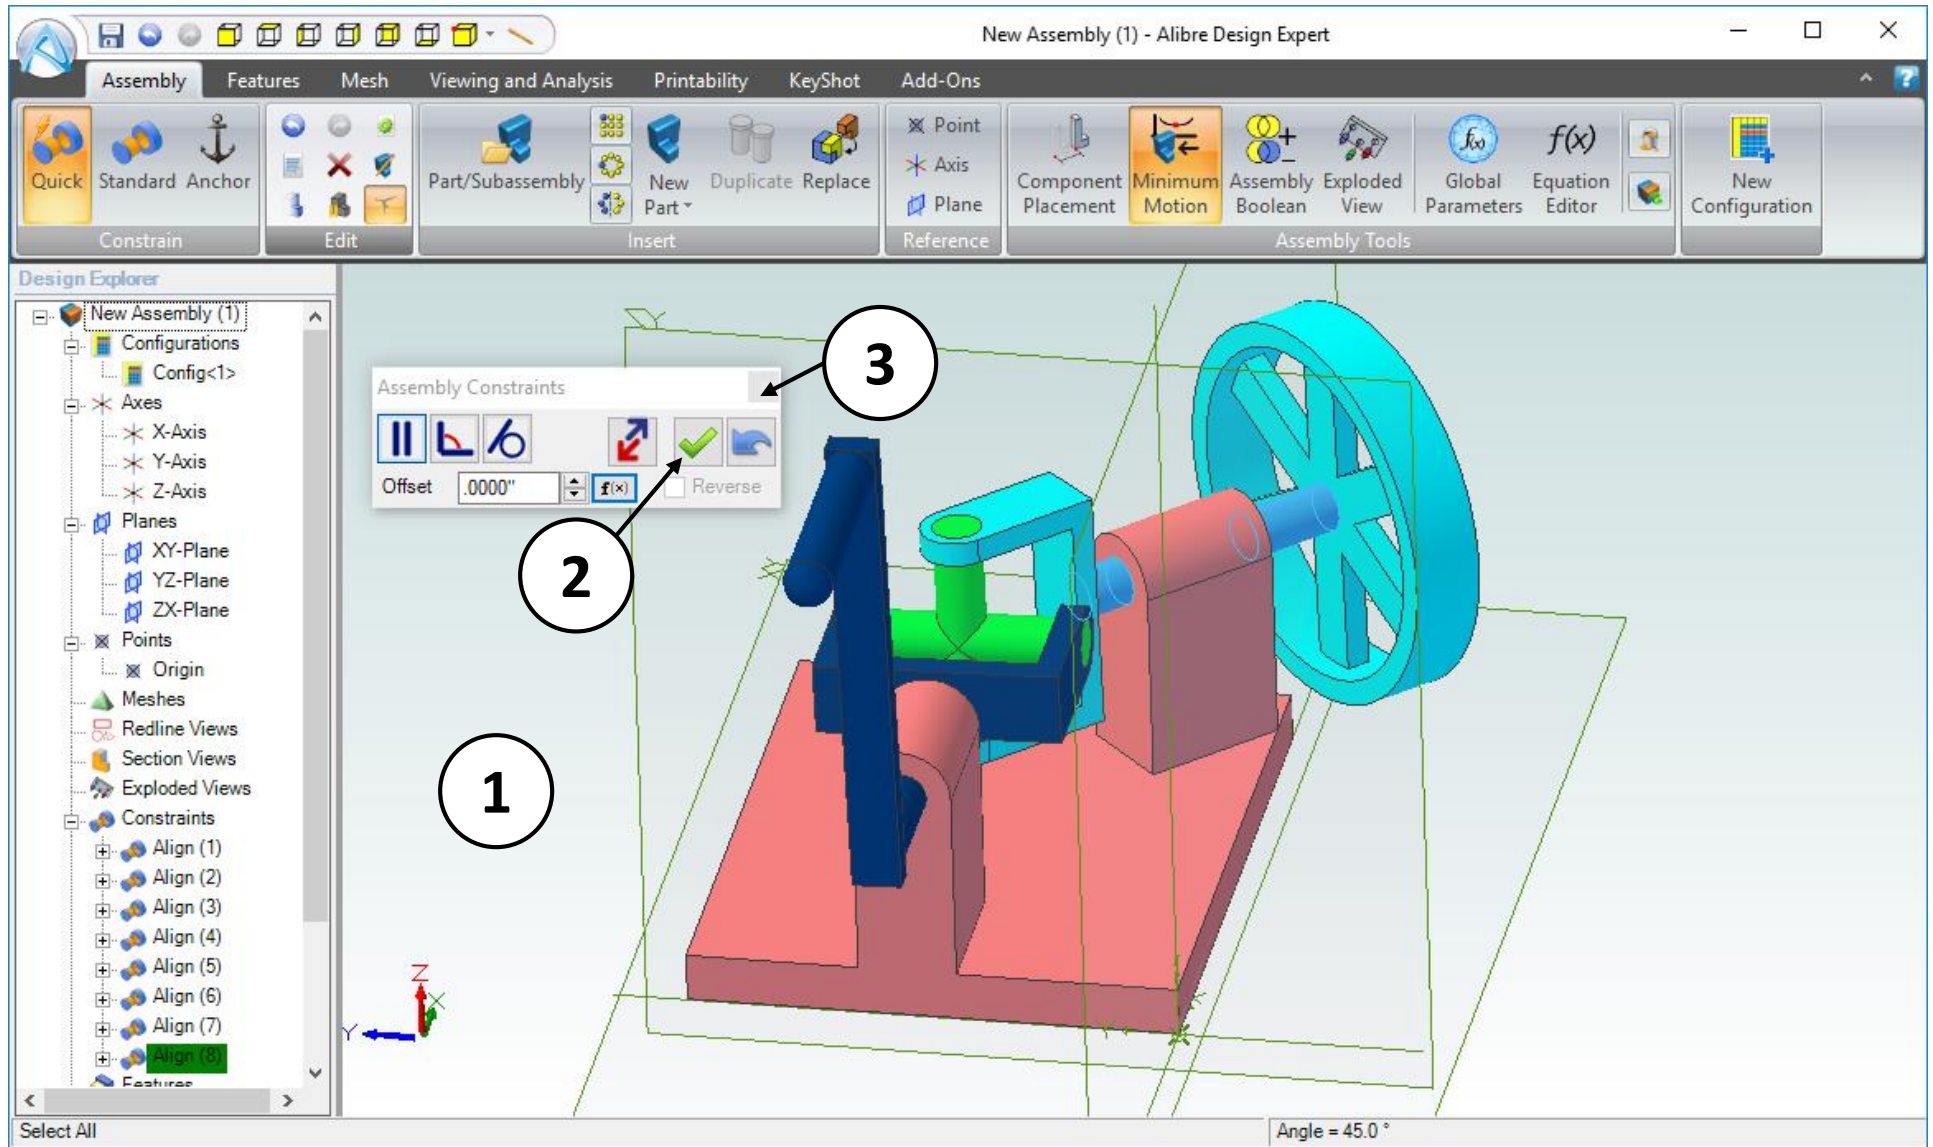 New Assembly (1) - Alibre Design Expert
Assembly Features Mesh Viewing and Analysis Printability KeyShot Add-Ons
Quick Standard Anchor
Constrain
Edit
Part/Subassembly New Part Duplicate Replace
Insert
Point
Axis
Plane
Reference
Component Placement Minimum Motion Assembly Boolean Exploded View Global Parameters Equation Editor
f(x) f(x)
Assembly Tools
New Configuration
Design Explorer
New Assembly (1)
Configurations
Config<1>
Axes
X-Axis
Y-Axis
Z-Axis
Planes
XY-Plane
YZ-Plane
ZX-Plane
Points
Origin
Meshes
Redline Views
Section Views
Exploded Views
Constraints
Align (1)
Align (2)
Align (3)
Align (4)
Align (5)
Align (6)
Align (7)
Align (8)
Features
Assembly Constraints
Offset .0000" f(x) Reverse
3
2
1
Z
X
Y
Select All
Angle = 45.0 °